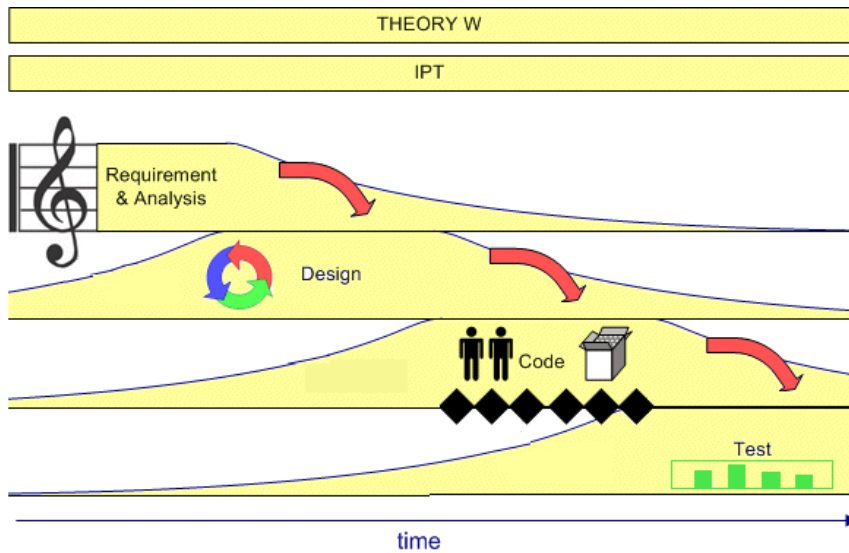 THEORY W
IPT
Requirement
& Analysis
Design
Code
Test
time